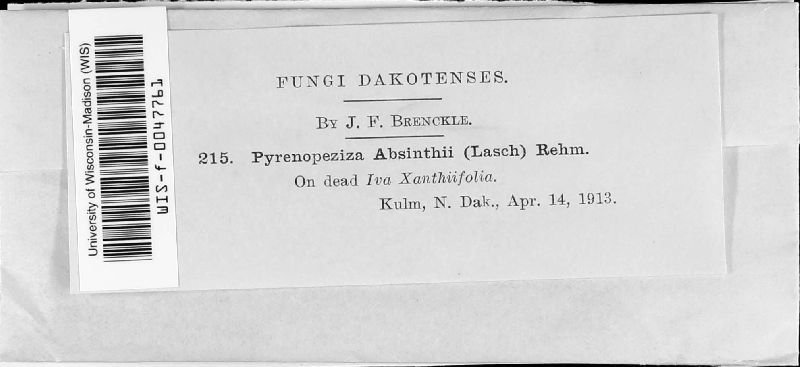 University of Wisconsin-Madison (WIS)
WIS-f-0047761
FUNGI DAKOTENSES.
BY J. F. BRENCKLE.
215. Pyrenopeziza Absinthii (Lasch) Rehm.
On dead Iva Xanthiifolia.
Kulm, N. Dak., Apr. 14, 1913.